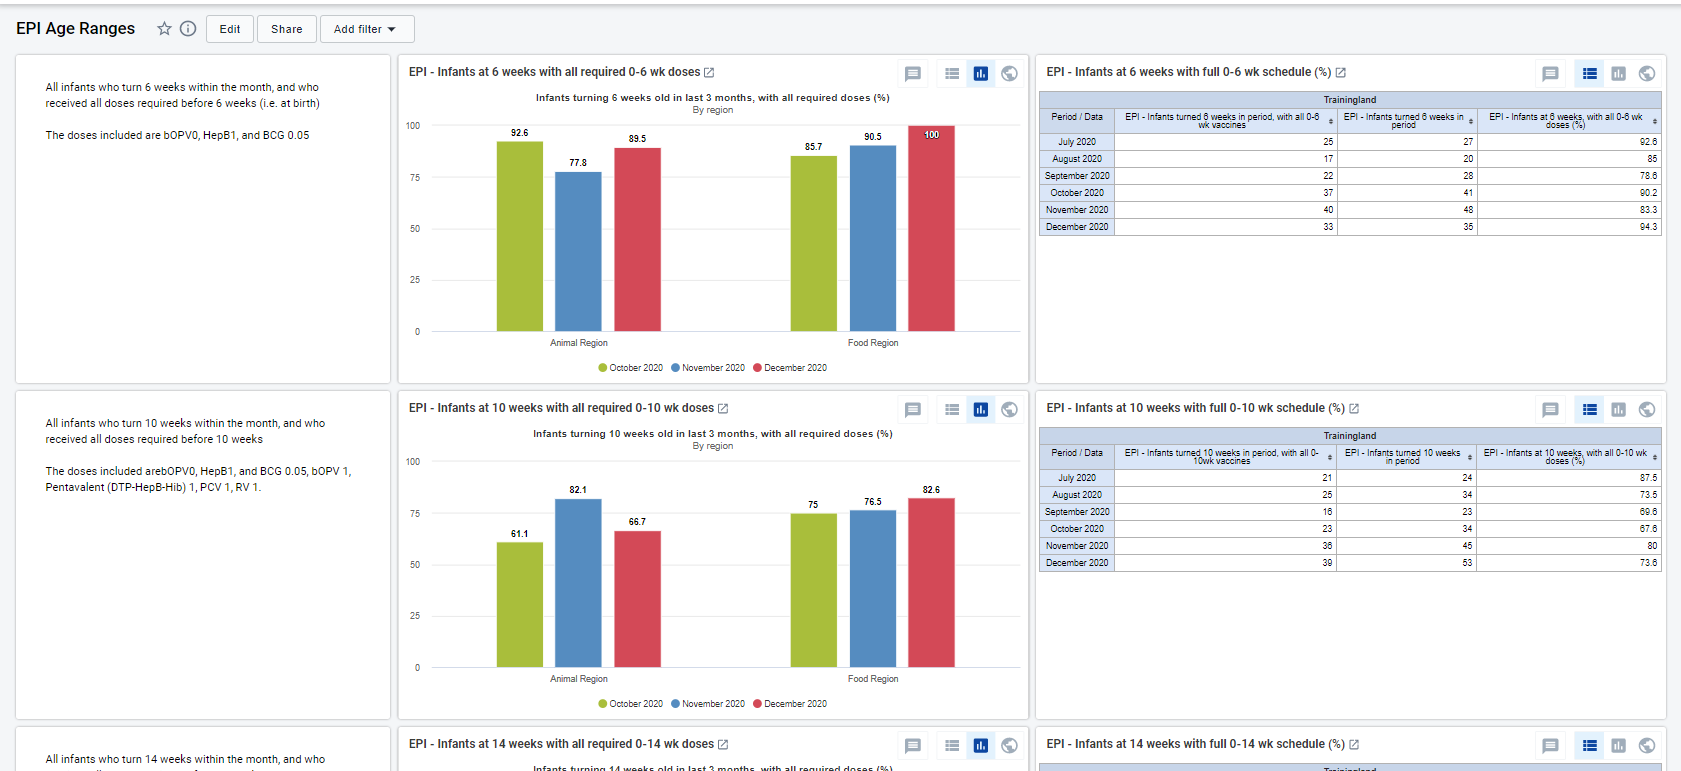 EPI Age Ranges
Edit
Share
Add filter
All infants who turn 6 weeks within the month, and who
received all doses required before 6 weeks (i.e. at birth)
The doses included are bOPV0, HepB1, and BCG 0.05
EPI - Infants at 6 weeks with all required 0-6 wk doses
Infants turning 6 weeks old in last 3 months, with all required doses (%)
By region
100
75
50
25
0
92.6
77.8
89.5
85.7
90.5
100
Animal Region
Food Region
October 2020 November 2020 December 2020
EPI - Infants at 6 weeks with full 0-6 wk schedule (%)
Trainingland
Period / Data
EPI - Infants turned 6 weeks in period, with all 0-6
wk vaccines
EPI - Infants turned 6 weeks in
period
EPI - Infants at 6 weeks, with all 0-6 wk
doses (%)
July 2020 25 27 92.6
August 2020 17 20 85
September 2020 22 28 78.6
October 2020 37 41 90.2
November 2020 40 48 83.3
December 2020 33 35 94.3
All infants who turn 10 weeks within the month, and who
received all doses required before 10 weeks
The doses included arebOPV0, HepB1, and BCG 0.05, bOPV 1,
Pentavalent (DTP-HepB-Hib) 1, PCV 1, RV 1.
EPI - Infants at 10 weeks with all required 0-10 wk doses
Infants turning 10 weeks old in last 3 months, with all required doses (%)
By region
100
75
50
25
0
61.1
82.1
66.7
75
76.5
82.6
Animal Region
Food Region
October 2020 November 2020 December 2020
EPI - Infants at 10 weeks with full 0-10 wk schedule (%)
Trainingland
Period / Data
EPI - Infants turned 10 weeks in period, with all 0-
10wk vaccines
EPI - Infants turned 10 weeks
in period
EPI - Infants at 10 weeks, with all 0-10 wk
doses (%)
July 2020 21 24 87.5
August 2020 25 34 73.5
September 2020 16 23 69.6
October 2020 23 34 67.6
November 2020 36 45 80
December 2020 39 53 73.6
All infants who turn 14 weeks within the month, and who
EPI - Infants at 14 weeks with all required 0-14 wk doses
Infants turning 14 weeks old in last 3 months, with all required doses (%)
EPI - Infants at 14 weeks with full 0-14 wk schedule (%)
Trainingland